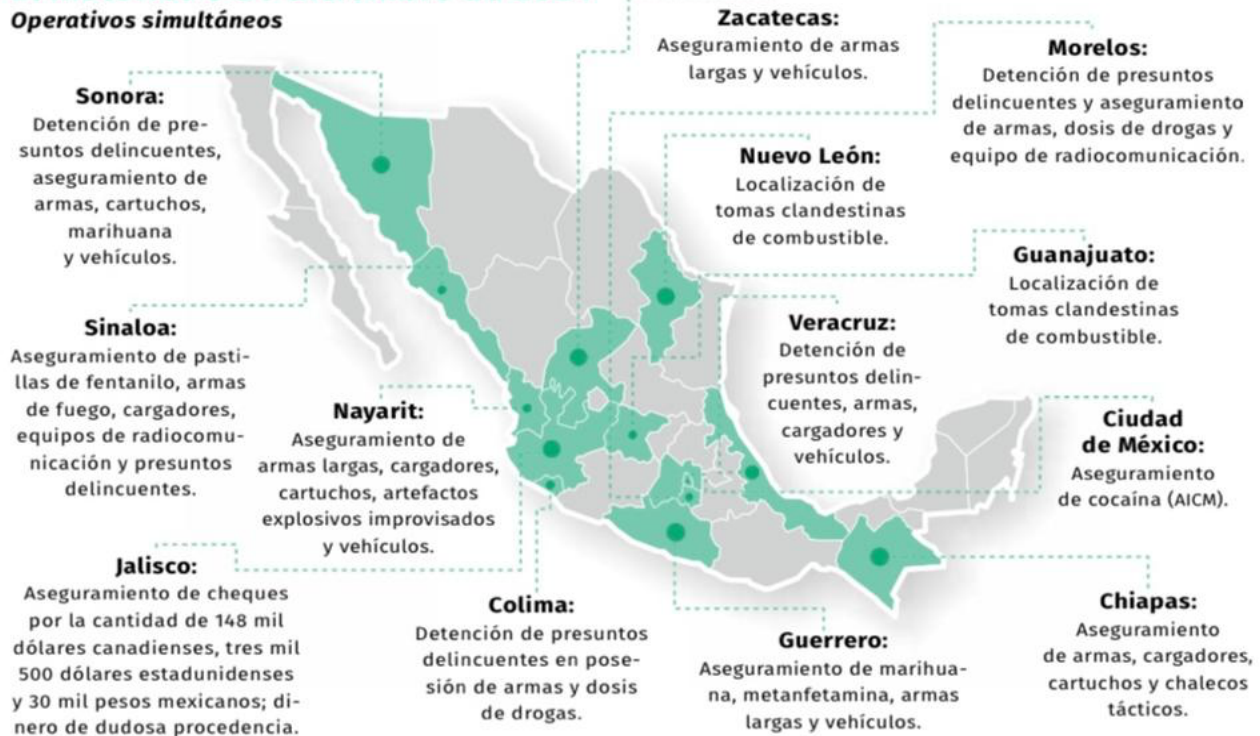 Operativos simultáneos
Zacatecas:
Aseguramiento de armas
largas y vehículos.
Morelos:
Detención de presuntos
delincuentes y aseguramiento
de armas, dosis de drogas y
equipo de radiocomunicación.
Sonora:
Detención de pre-
suntos delincuentes,
aseguramiento de
armas, cartuchos,
marihuana
y vehículos.
Nuevo León:
Localización de
tomas clandestinas
de combustible.
Guanajuato:
Localización de
tomas clandestinas
de combustible.
Sinaloa:
Aseguramiento de pasti-
llas de fentanilo, armas
de fuego, cargadores,
equipos de radiocomu-
nicación y presuntos
delincuentes.
Veracruz:
Detención de
presuntos delin-
cuentes, armas,
cargadores y
vehículos.
Nayarit:
Aseguramiento de
armas largas, cargadores,
cartuchos, artefactos
explosivos improvisados
y vehículos.
Ciudad
de México:
Aseguramiento
de cocaína (AICM).
Jalisco:
Aseguramiento de cheques
por la cantidad de 148 mil
dólares canadienses, tres mil
500 dólares estadunidenses
y 30 mil pesos mexicanos; di-
nero de dudosa procedencia.
Colima:
Detención de presuntos
delincuentes en pose-
sión de armas y dosis
de drogas.
Guerrero:
Aseguramiento de marihua-
na, metanfetamina, armas
largas y vehículos.
Chiapas:
Aseguramiento
de armas, cargadores,
cartuchos y chalecos
tácticos.